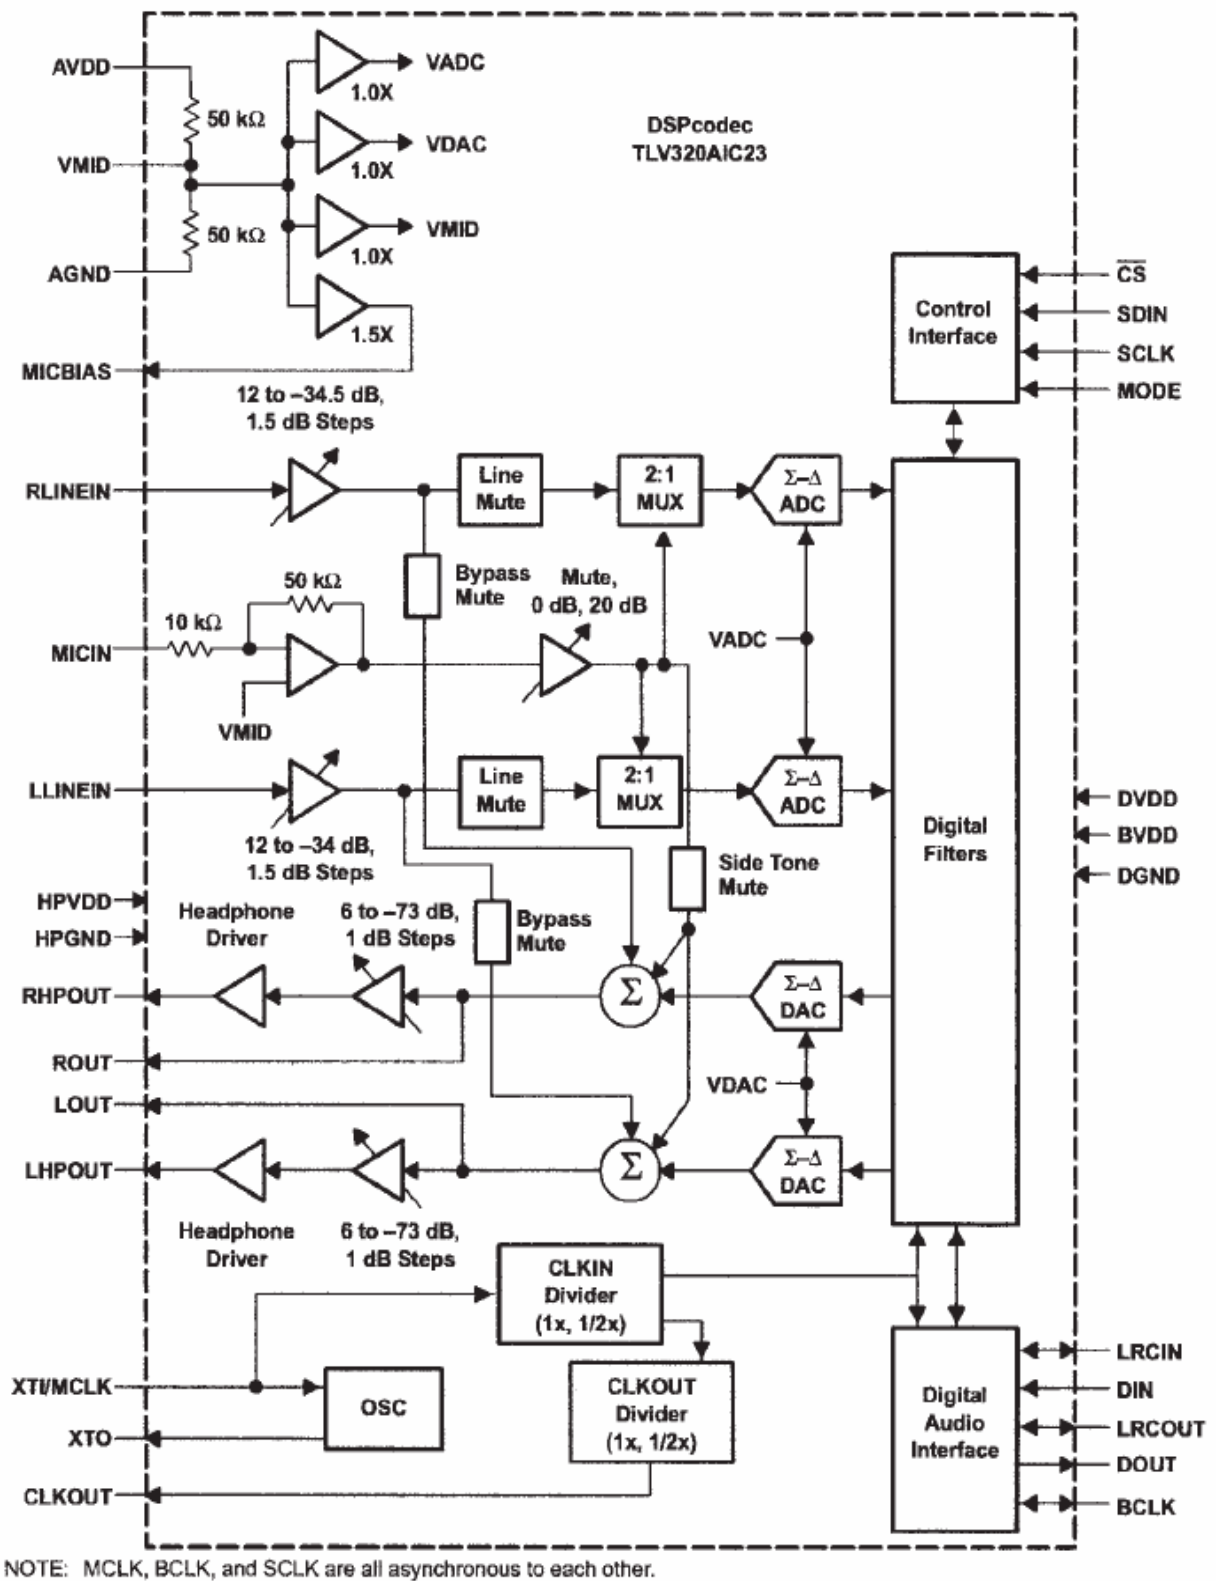 AVDD
50 kΩ
VMID
50 kΩ
AGND
1.0X
VADC
1.0X
VDAC
1.0X
VMID
1.5X
MICBIAS
DSPcodec
TLV320AIC23
Control
Interface
CS
SDIN
SCLK
MODE
12 to –34.5 dB,
1.5 dB Steps
RLINEIN
Line
Mute
2:1
MUX
Σ–Δ
ADC
Bypass
Mute
50 kΩ
10 kΩ
MICIN
VMID
Mute,
0 dB, 20 dB
VADC
LLINEIN
12 to –34 dB,
1.5 dB Steps
Line
Mute
2:1
MUX
Σ–Δ
ADC
Digital
Filters
DVDD
BVDD
DGND
Side Tone
Mute
HPVDD
HPGND
Headphone
Driver
6 to –73 dB,
1 dB Steps
Bypass
Mute
RHPOUT
Σ
Σ–Δ
DAC
ROUT
VDAC
LOUT
LHPOUT
Σ
Σ–Δ
DAC
Headphone
Driver
6 to –73 dB,
1 dB Steps
CLKIN
Divider
(1x, 1/2x)
XTI/MCLK
OSC
XTO
CLKOUT
Divider
(1x, 1/2x)
CLKOUT
Digital
Audio
Interface
LRCIN
DIN
LRCOUT
DOUT
BCLK
NOTE: MCLK, BCLK, and SCLK are all asynchronous to each other.